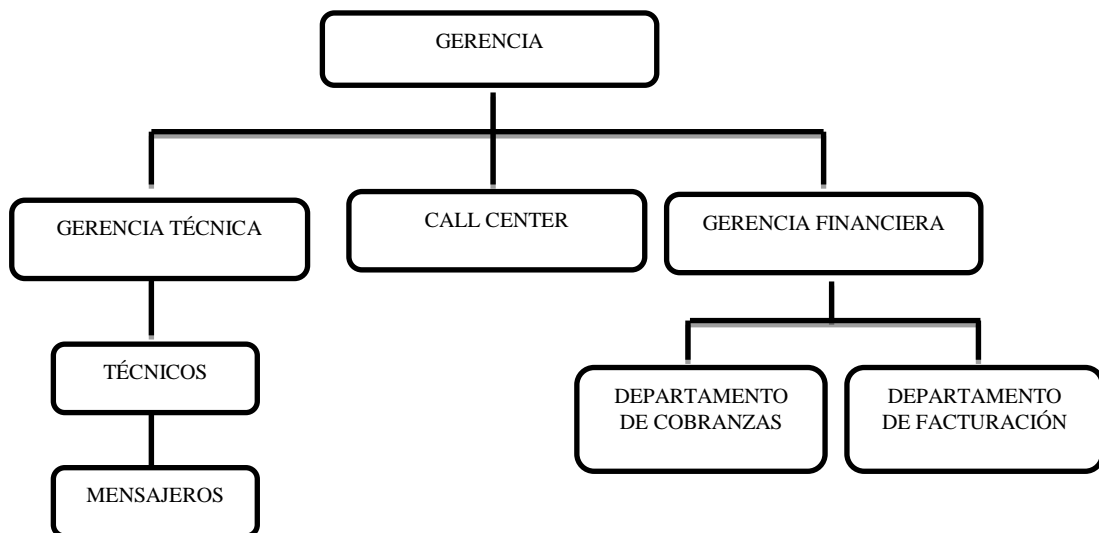 GERENCIA
GERENCIA TÉCNICA
CALL CENTER
GERENCIA FINANCIERA
TÉCNICOS
MENSAJEROS
DEPARTAMENTO
DE COBRANZAS
DEPARTAMENTO
DE FACTURACIÓN